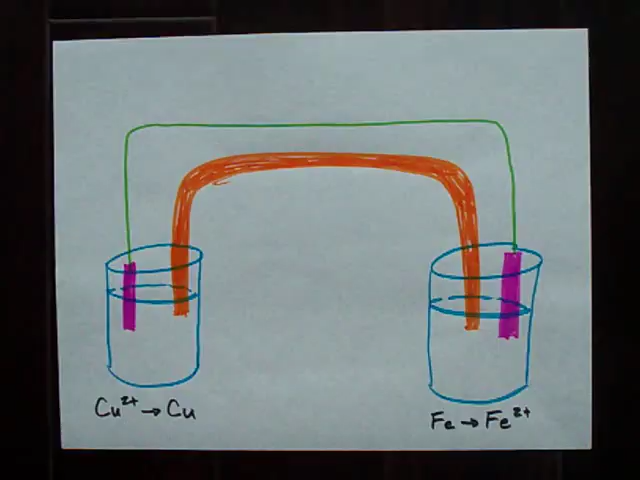 Cu²⁺ → Cu
Fe → Fe²⁺